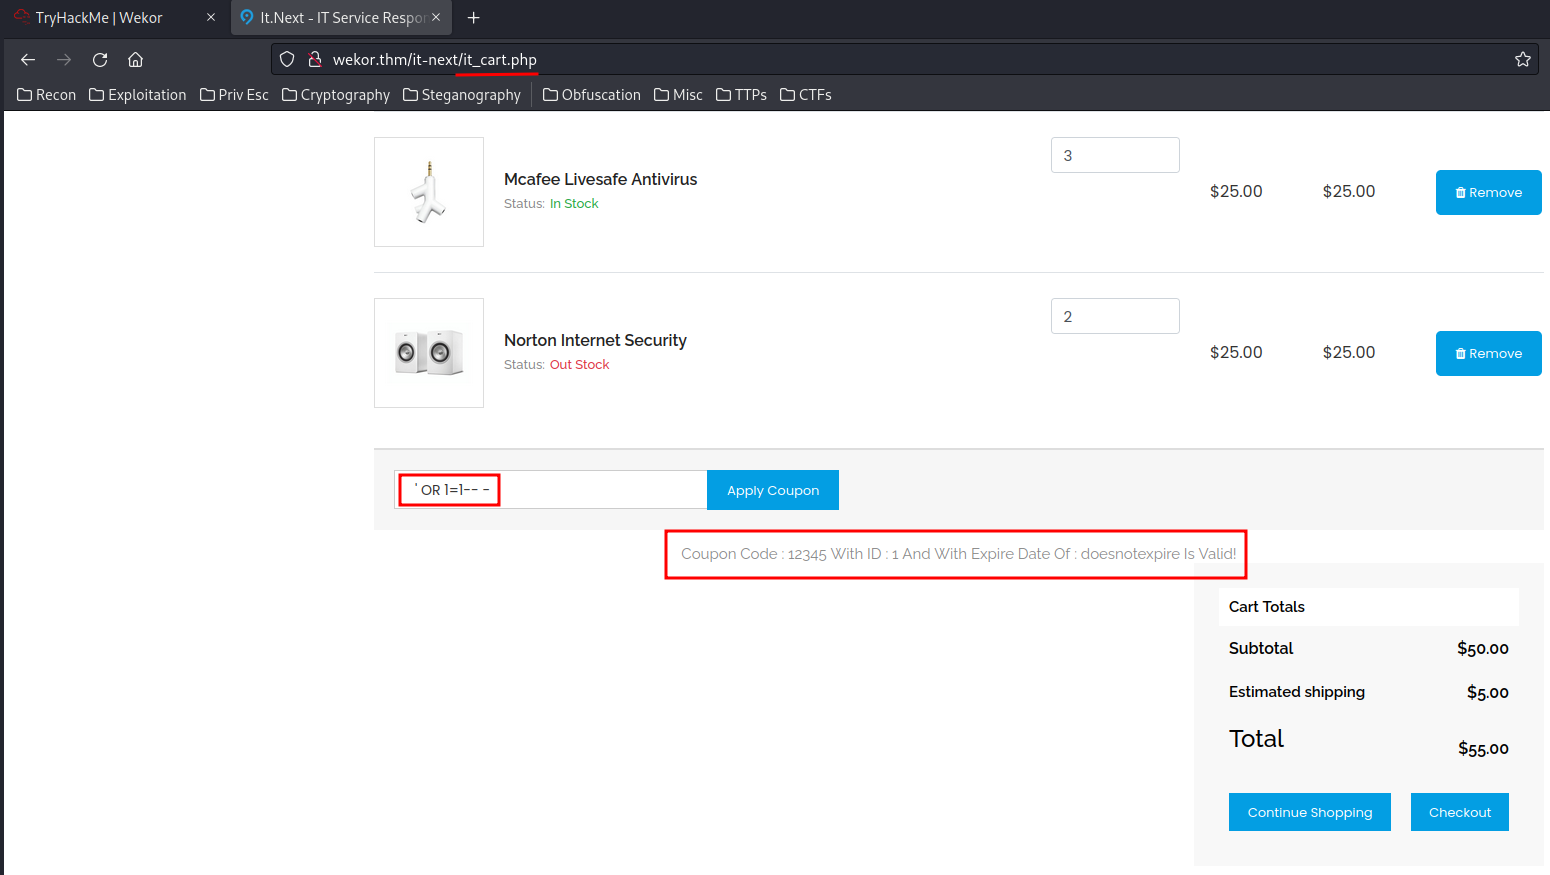 TryHackMe | Wekor
It.Next - IT Service Respon
wekor.thm/it-next/it_cart.php
Recon Exploitation Priv Esc Cryptography Steganography Obfuscation Misc TTPs CTFs
3
Mcafee Livesafe Antivirus
$25.00 $25.00 Remove
Status: In Stock
2
Norton Internet Security
$25.00 $25.00 Remove
Status: Out Stock
' OR 1=1-- - Apply Coupon
Coupon Code : 12345 With ID : 1 And With Expire Date Of : doesnotexpire Is Valid!
Cart Totals
Subtotal $50.00
Estimated shipping $5.00
Total $55.00
Continue Shopping Checkout